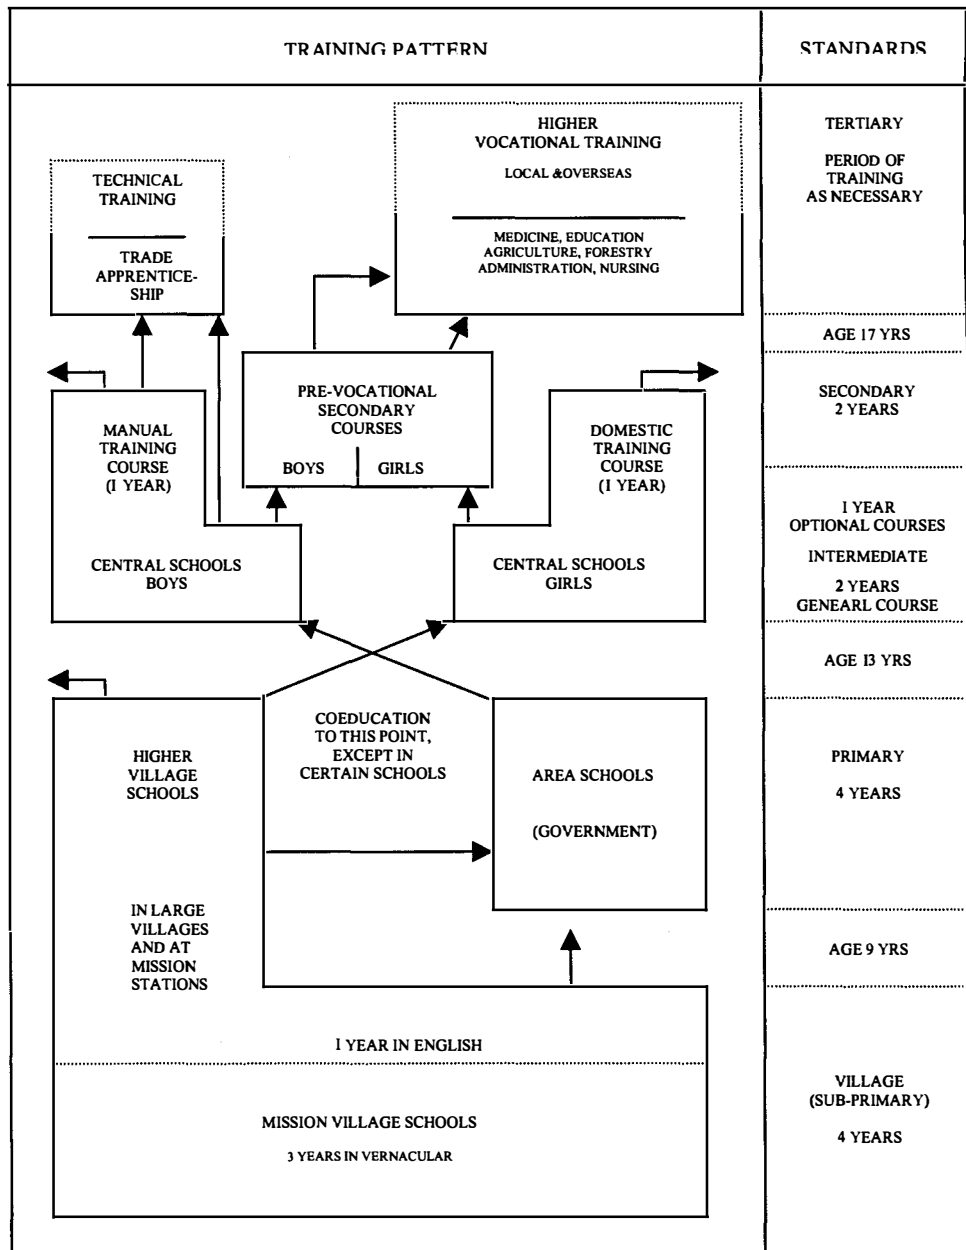 TRAINING PATTERN
STANDARDS
HIGHER
VOCATIONAL TRAINING
LOCAL &OVERSEAS
MEDICINE, EDUCATION
AGRICULTURE, FORESTRY
ADMINISTRATION, NURSING
TERTIARY
PERIOD OF
TRAINING
AS NECESSARY
TECHNICAL
TRAINING
TRADE
APPRENTICE-
SHIP
AGE 17 YRS
PRE-VOCATIONAL
SECONDARY
COURSES
BOYS
GIRLS
SECONDARY
2 YEARS
MANUAL
TRAINING
COURSE
(1 YEAR)
DOMESTIC
TRAINING
COURSE
(1 YEAR)
CENTRAL SCHOOLS
BOYS
CENTRAL SCHOOLS
GIRLS
1 YEAR
OPTIONAL COURSES
INTERMEDIATE
2 YEARS
GENEARL COURSE
AGE 13 YRS
COEDUCATION
TO THIS POINT,
EXCEPT IN
CERTAIN SCHOOLS
HIGHER
VILLAGE
SCHOOLS
AREA SCHOOLS
(GOVERNMENT)
PRIMARY
4 YEARS
IN LARGE
VILLAGES
AND AT
MISSION
STATIONS
AGE 9 YRS
1 YEAR IN ENGLISH
MISSION VILLAGE SCHOOLS
3 YEARS IN VERNACULAR
VILLAGE
(SUB-PRIMARY)
4 YEARS